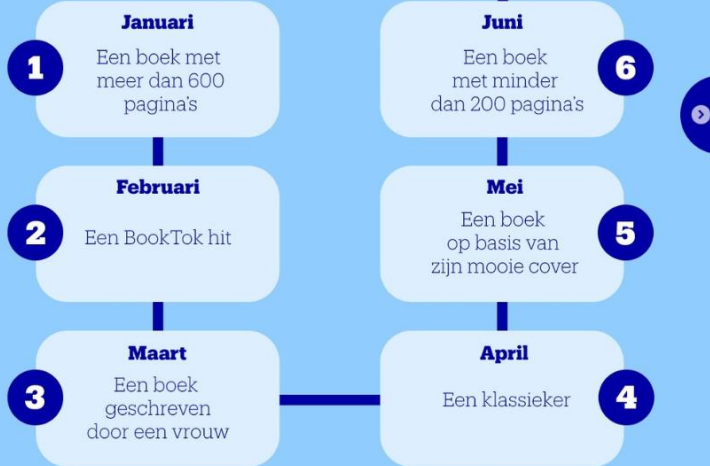 Januari
1
Een boek met
meer dan 600
pagina's
Februari
2
Een BookTok hit
Maart
3
Een boek
geschreven
door een vrouw
April
4
Een klassieker
Mei
5
Een boek
op basis van
zijn mooie cover
Juni
6
Een boek
met minder
dan 200 pagina's